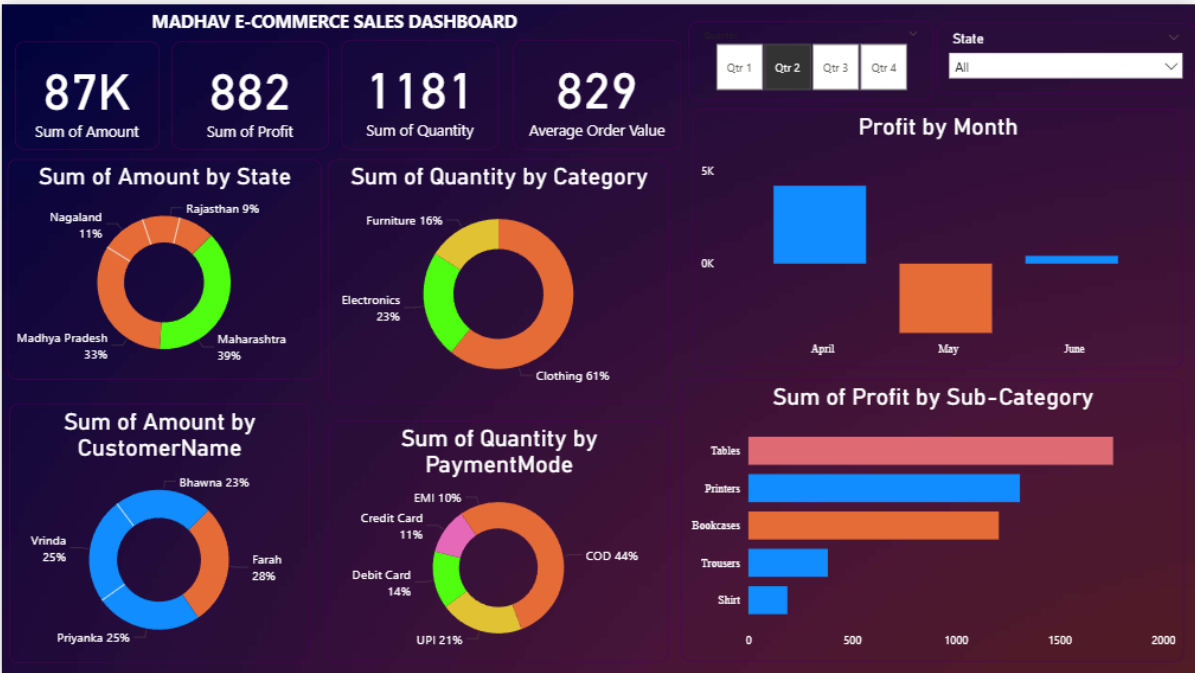 MADHAV E-COMMERCE SALES DASHBOARD
87K
Sum of Amount
882
Sum of Profit
1181
Sum of Quantity
829
Average Order Value
Quarter
Qtr 1
Qtr 2
Qtr 3
Qtr 4
State
All
Sum of Amount by State
Rajasthan 9%
Nagaland
11%
Madhya Pradesh
33%
Maharashtra
39%
Sum of Quantity by Category
Furniture 16%
Electronics
23%
Clothing 61%
Profit by Month
5K
0K
April
May
June
Sum of Amount by
CustomerName
Bhawna 23%
Vrinda
25%
Farah
28%
Priyanka 25%
Sum of Quantity by
PaymentMode
EMI 10%
Credit Card
11%
COD 44%
Debit Card
14%
UPI 21%
Sum of Profit by Sub-Category
Tables
Printers
Bookcases
Trousers
Shirt
0
500
1000
1500
2000